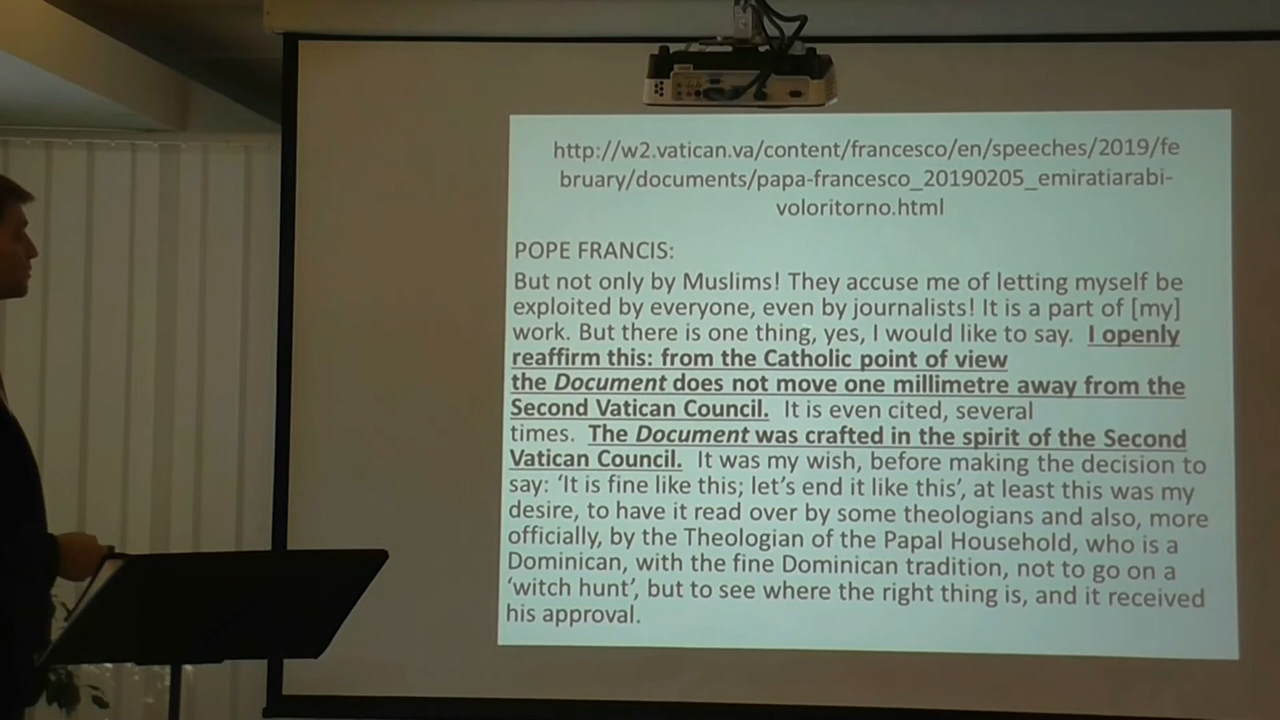 http://w2.vatican.va/content/francesco/en/speeches/2019/fe
bruary/documents/papa-francesco_20190205_emiratiarabi-
voloritorno.html
POPE FRANCIS:
But not only by Muslims! They accuse me of letting myself be
exploited by everyone, even by journalists! It is a part of [my]
work. But there is one thing, yes, I would like to say. I openly
reaffirm this: from the Catholic point of view
the Document does not move one millimetre away from the
Second Vatican Council. It is even cited, several
times. The Document was crafted in the spirit of the Second
Vatican Council. It was my wish, before making the decision to
say: ‘It is fine like this; let’s end it like this’, at least this was my
desire, to have it read over by some theologians and also, more
officially, by the Theologian of the Papal Household, who is a
Dominican, with the fine Dominican tradition, not to go on a
‘witch hunt’, but to see where the right thing is, and it received
his approval.